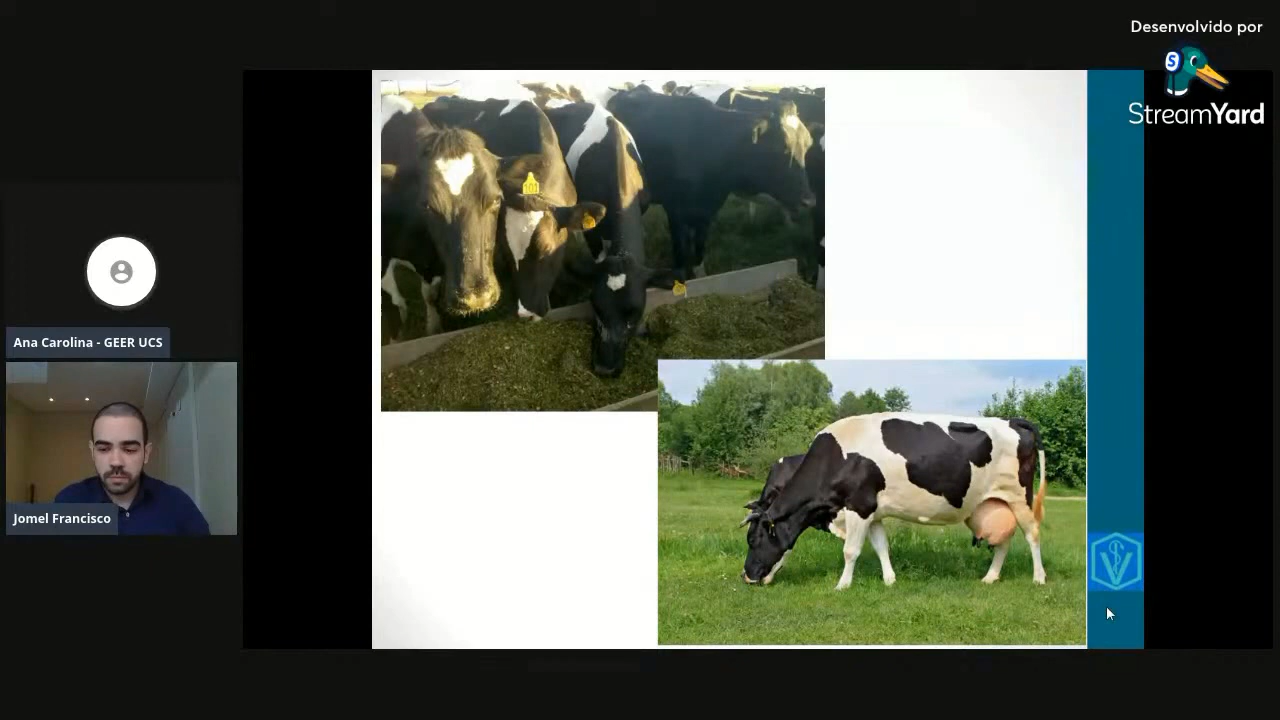 Desenvolvido por
StreamYard
Ana Carolina - GEER UCS
Jomel Francisco